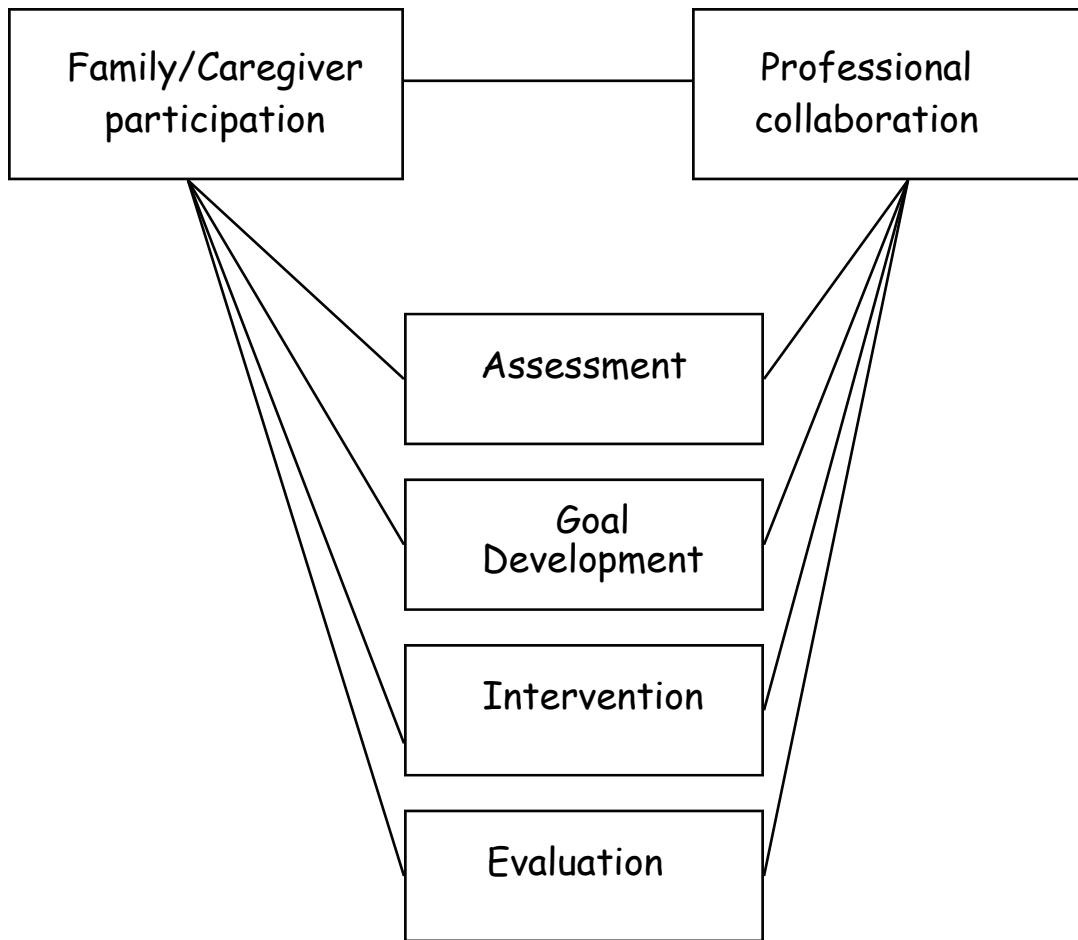 Family/Caregiver
participation
Professional
collaboration
Assessment
Goal
Development
Intervention
Evaluation